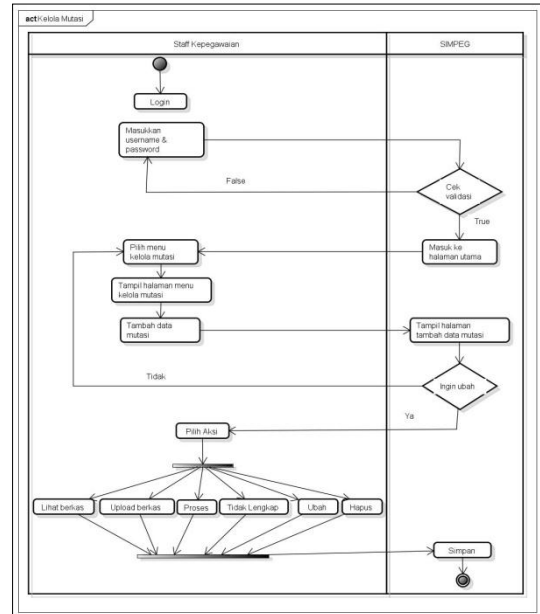 act Kelola Mutasi
Staff Kepegawaian
SIMPEG
Login
Masukkan
username &
password
False
Cek
validasi
True
Pilih menu
kelola mutasi
Masuk ke
halaman utama
Tampil halaman menu
kelola mutasi
Tambah data
mutasi
Tampil halaman
tambah data mutasi
Tidak
Ingin ubah
Ya
Pilih Aksi
Lihat berkas
Upload berkas
Proses
Tidak Lengkap
Ubah
Hapus
Simpan